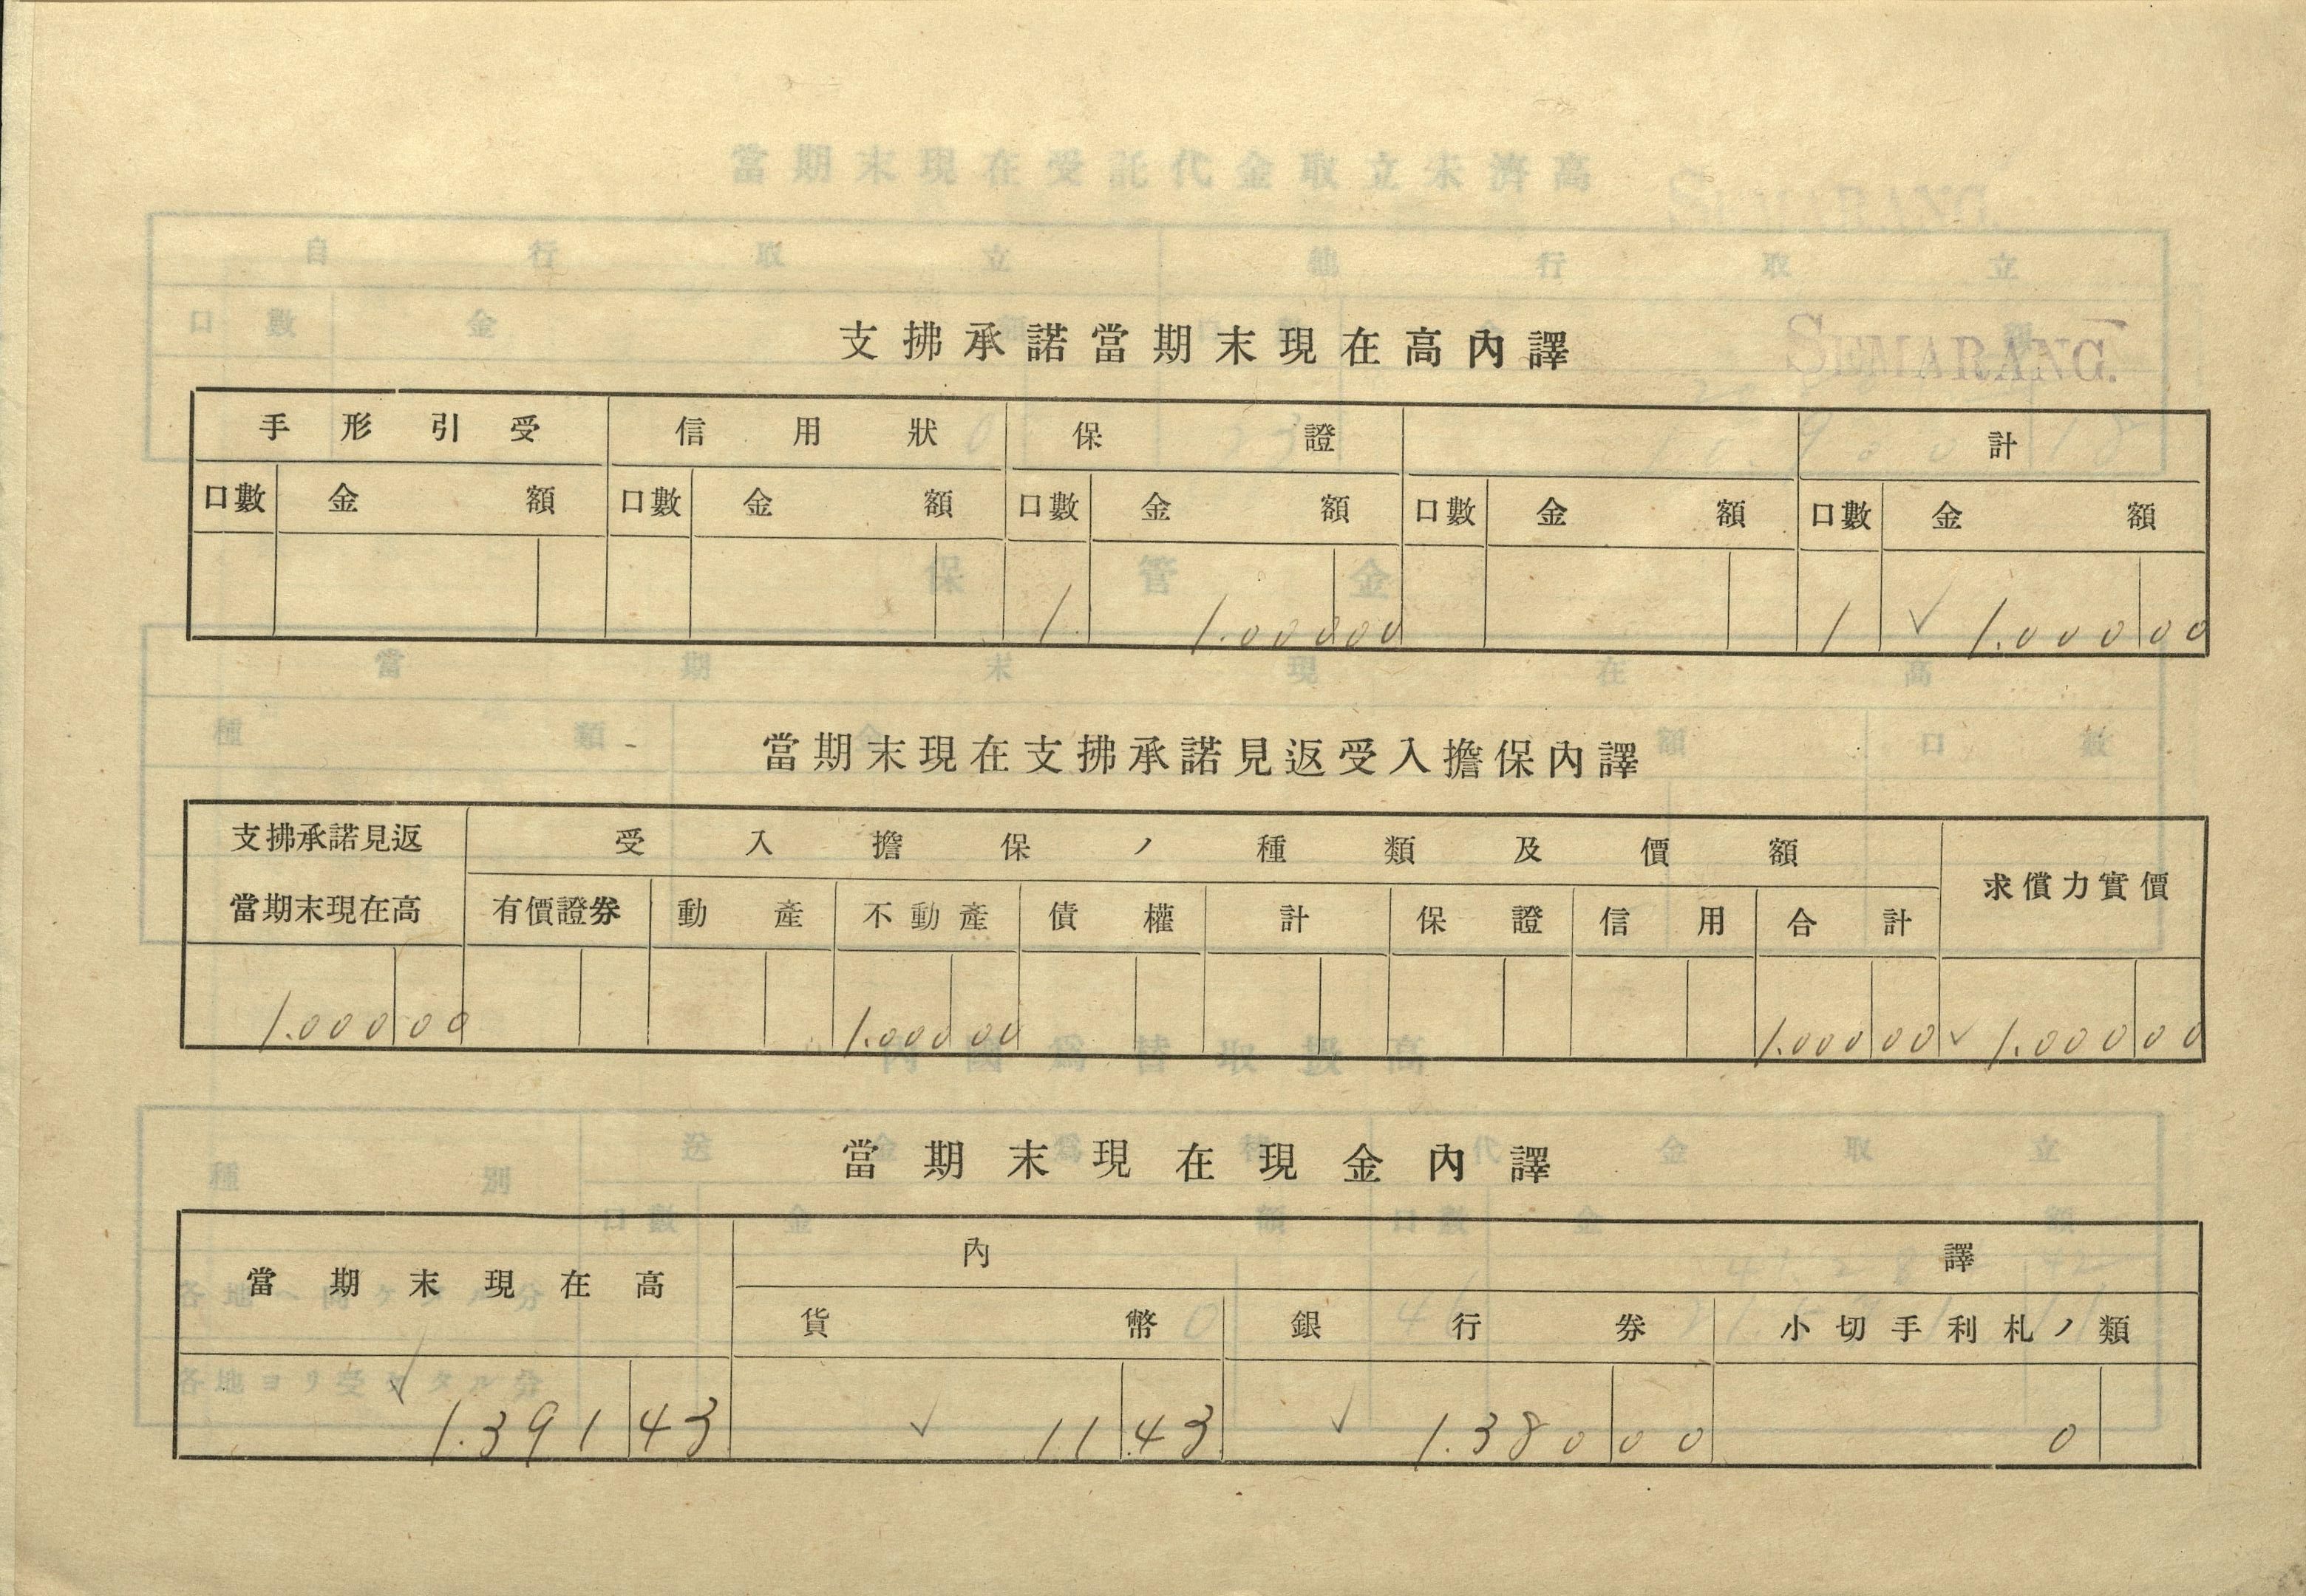 支拂承諾當期末現在高內譯
SEMARANG.
手形引受 信用狀 保證 計
口數 金額 口數 金額 口數 金額 口數 金額 口數 金額
1 1.000 00 1 1.000 00
當期末現在支拂承諾見返受入擔保內譯
支拂承諾見返當期末現在高 受入擔保ノ種類及價額 求償力實價
有價證券 動產 不動產 債權 計 保證 信用 合計
1.000 00 1.000 00 1.000 00 1.000 00
當期末現在現金內譯
當期末現在高 內譯
貨幣 銀行券 小切手利札ノ類
1.391 43 11 43 1.380 00 0